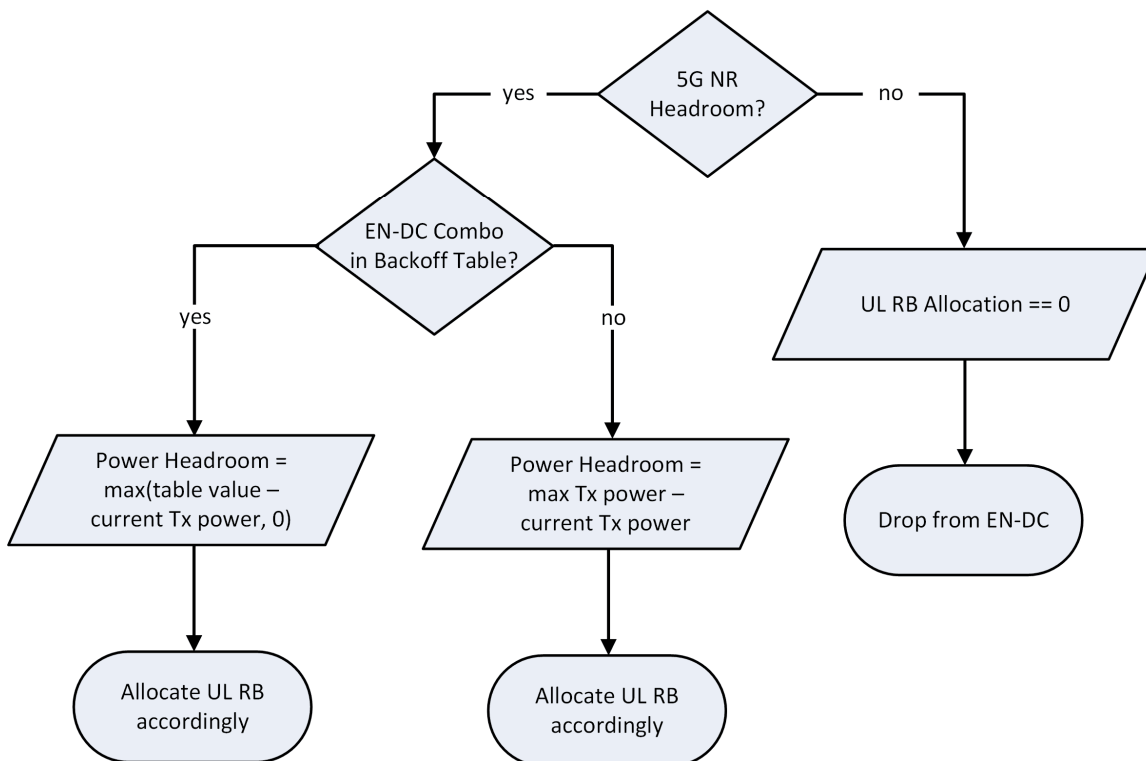 5G NR
Headroom?
yes
no
EN-DC Combo
in Backoff Table?
yes
no
UL RB Allocation == 0
Power Headroom =
max(table value –
current Tx power, 0)
Power Headroom =
max Tx power –
current Tx power
Drop from EN-DC
Allocate UL RB
accordingly
Allocate UL RB
accordingly